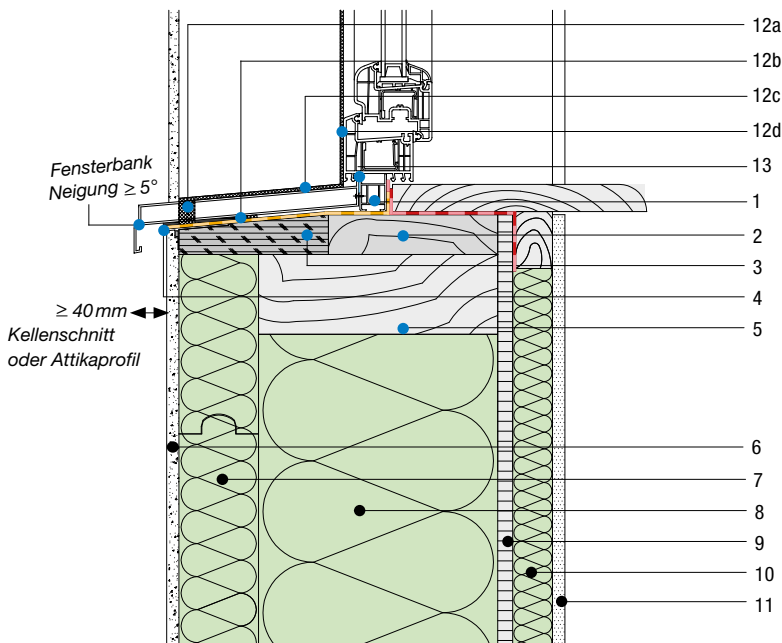 12a
12b
12c
12d
13
1
2
3
4
5
6
7
8
9
10
11
Fensterbank
Neigung ≥ 5°
≥ 40 mm
Kellenschnitt
oder Attikaprofil